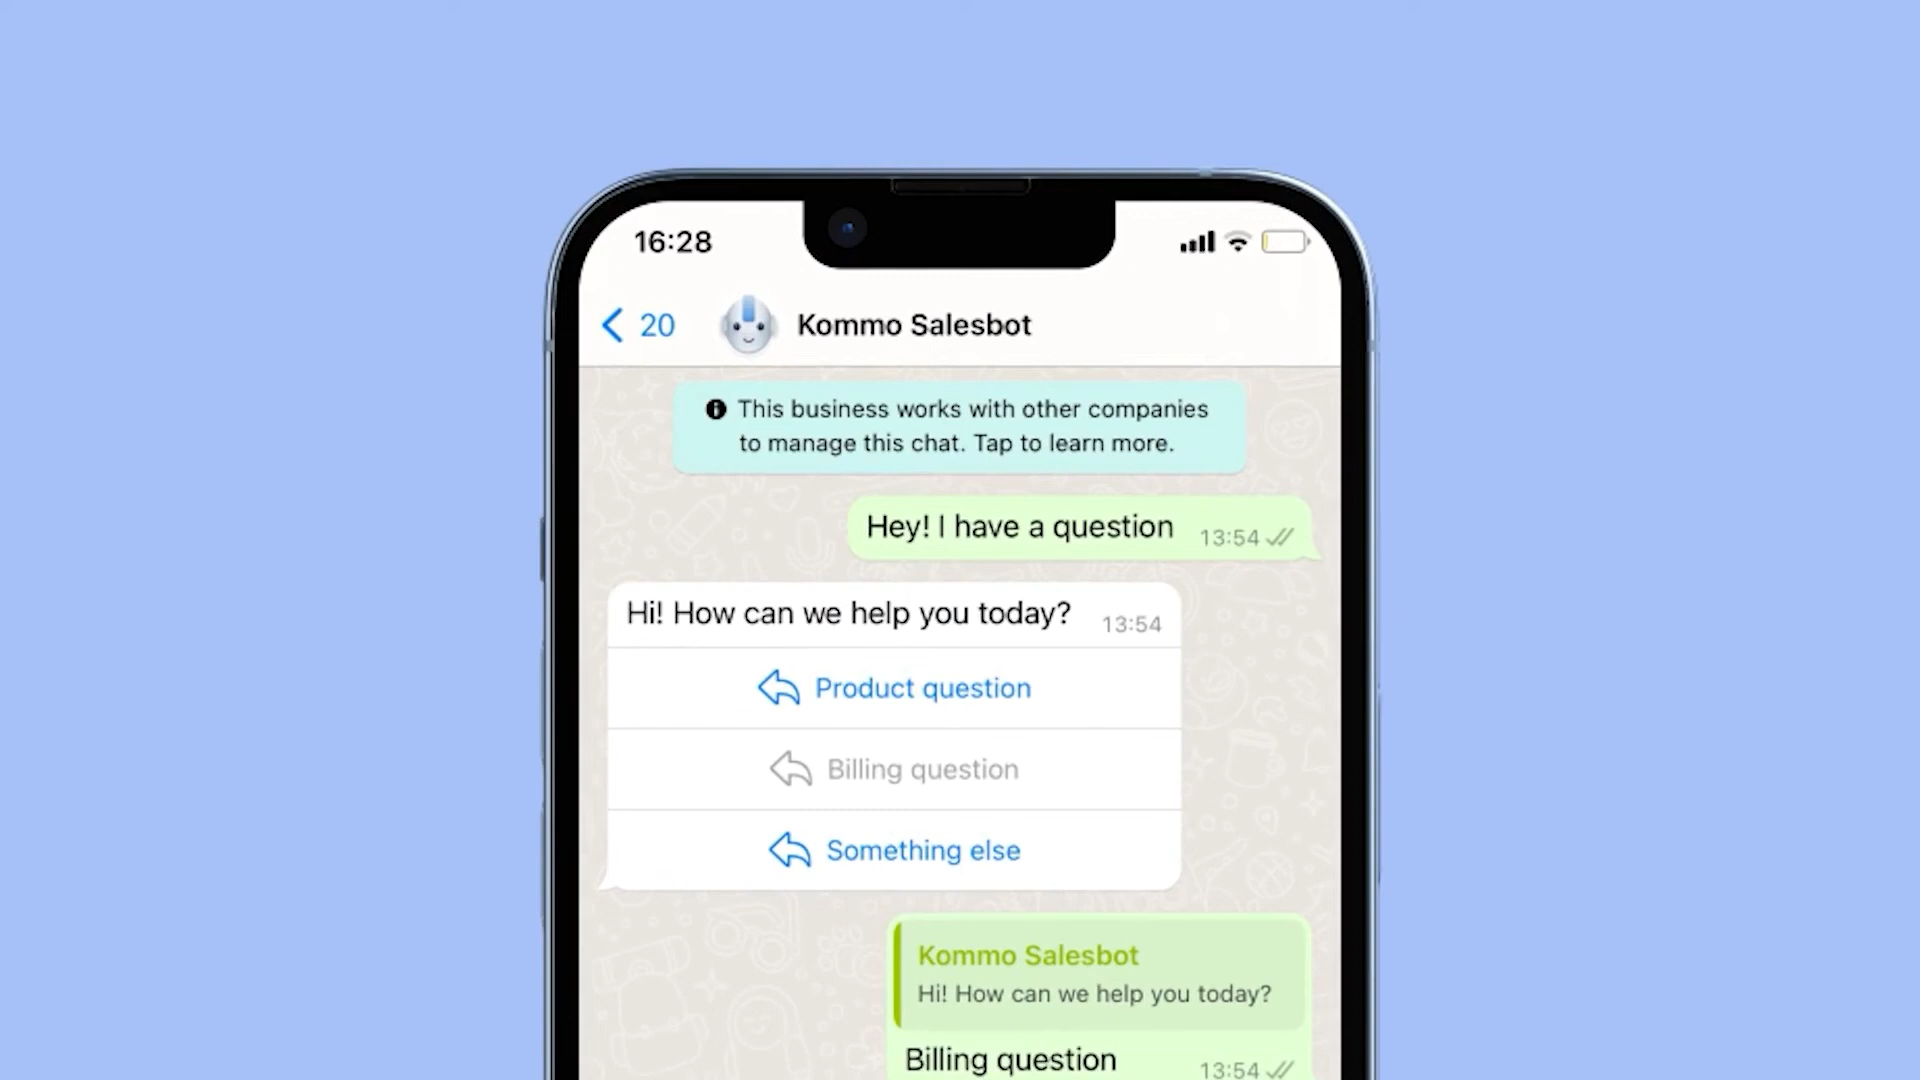 16:28
20
Kommo Salesbot
This business works with other companies
to manage this chat. Tap to learn more.
Hey! I have a question 13:54
Hi! How can we help you today? 13:54
Product question
Billing question
Something else
Kommo Salesbot
Hi! How can we help you today?
Billing question 13:54